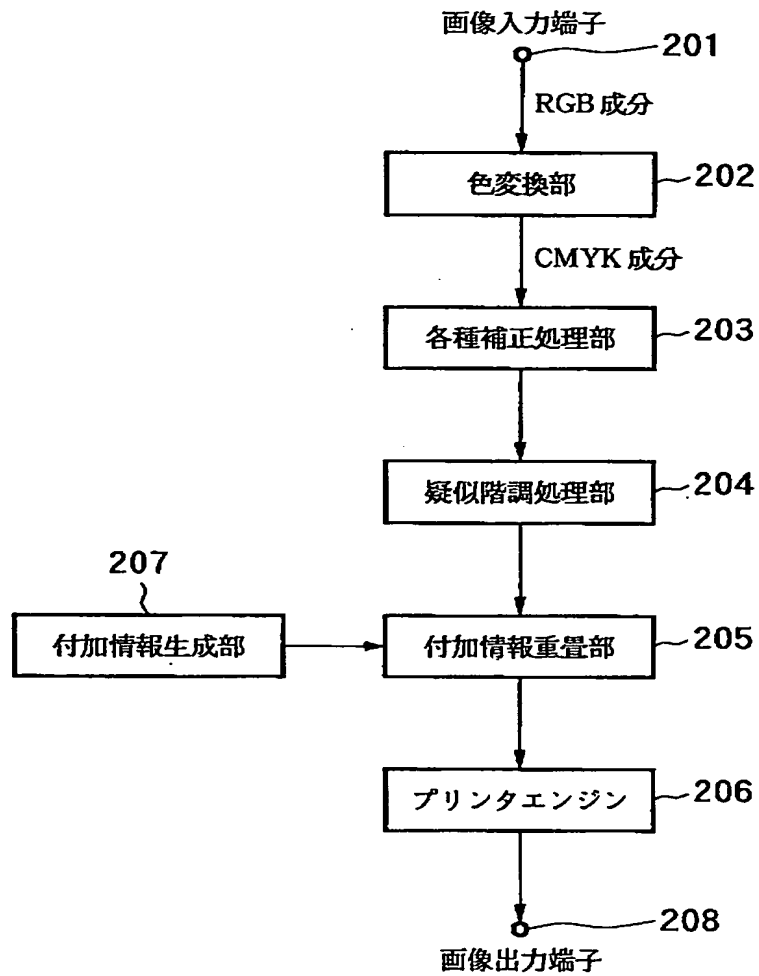 画像入力端子
201
RGB 成分
色変換部
202
CMYK 成分
各種補正処理部
203
疑似階調処理部
204
207
付加情報生成部
付加情報重畳部
205
プリンタエンジン
206
208
画像出力端子